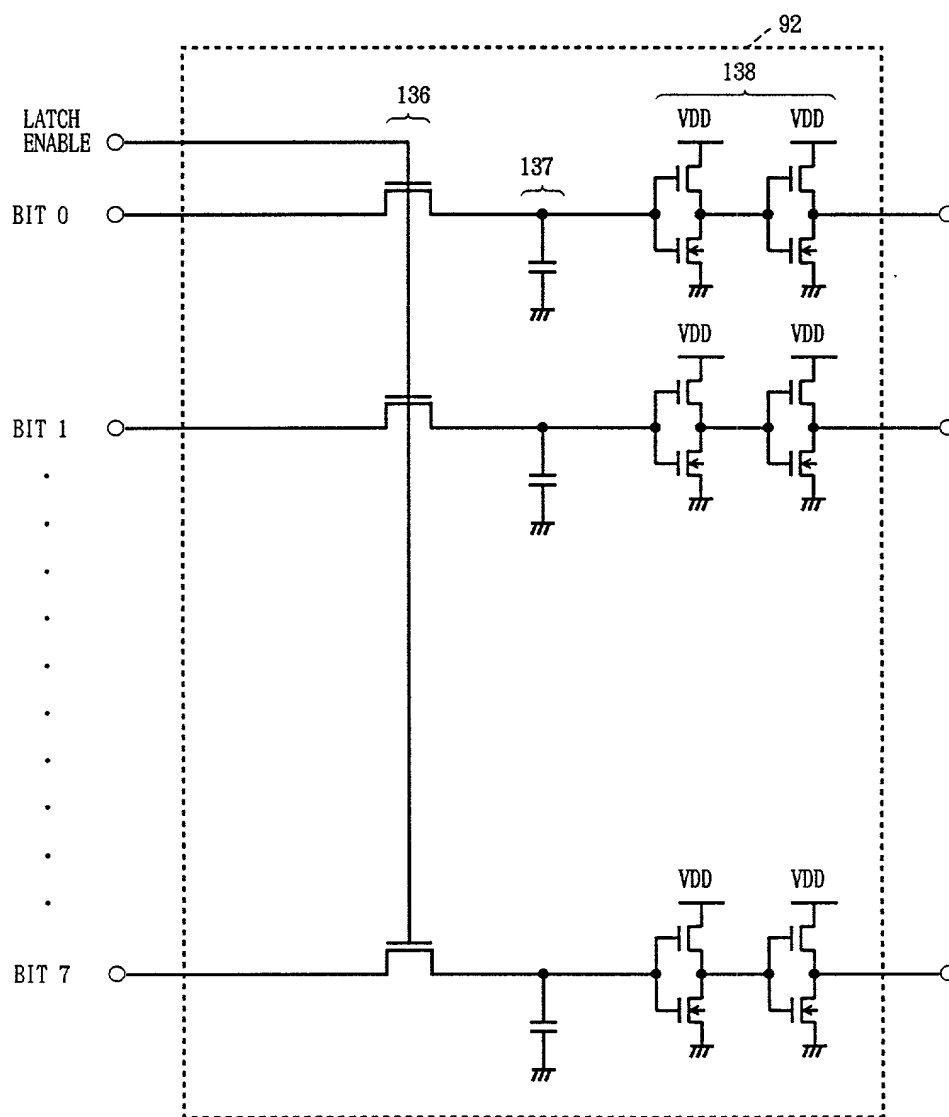 92
136
138
LATCH
ENABLE
VDD VDD
137
BIT 0
VDD VDD
BIT 1
VDD VDD
BIT 7